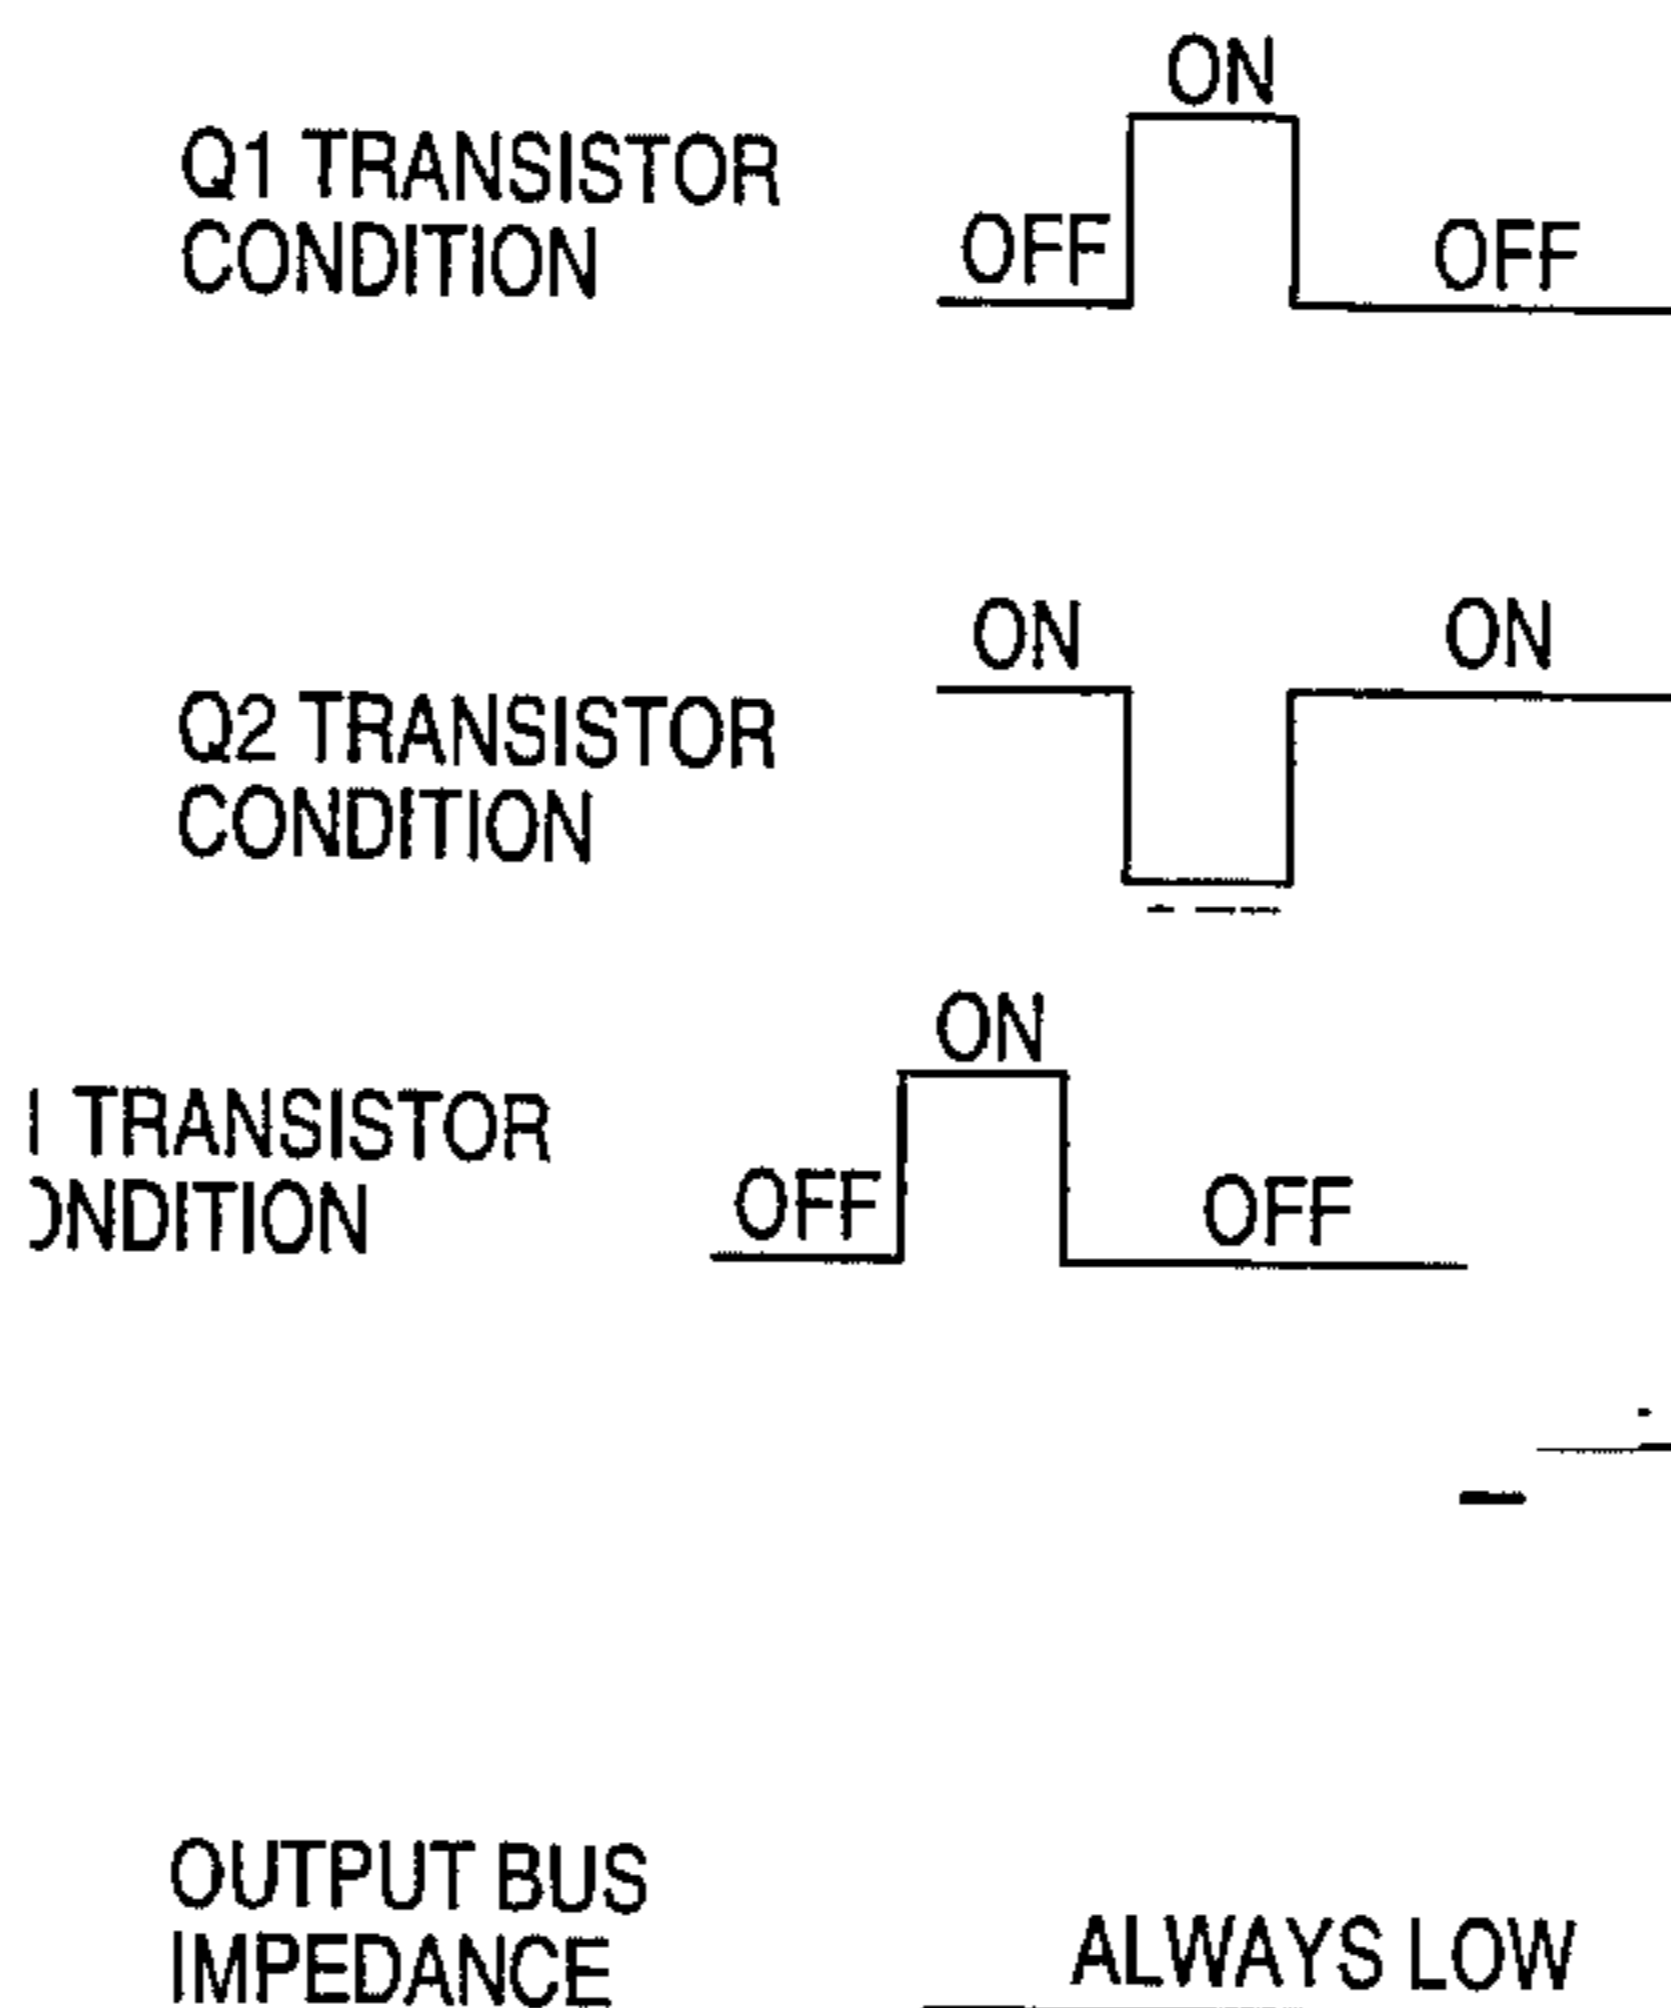 ON
Q1 TRANSISTOR
CONDITION
OFF
OFF
ON
ON
Q2 TRANSISTOR
CONDITION
ON
TRANSISTOR
ONDITION
OFF
OFF
OUTPUT BUS
IMPEDANCE
ALWAYS LOW